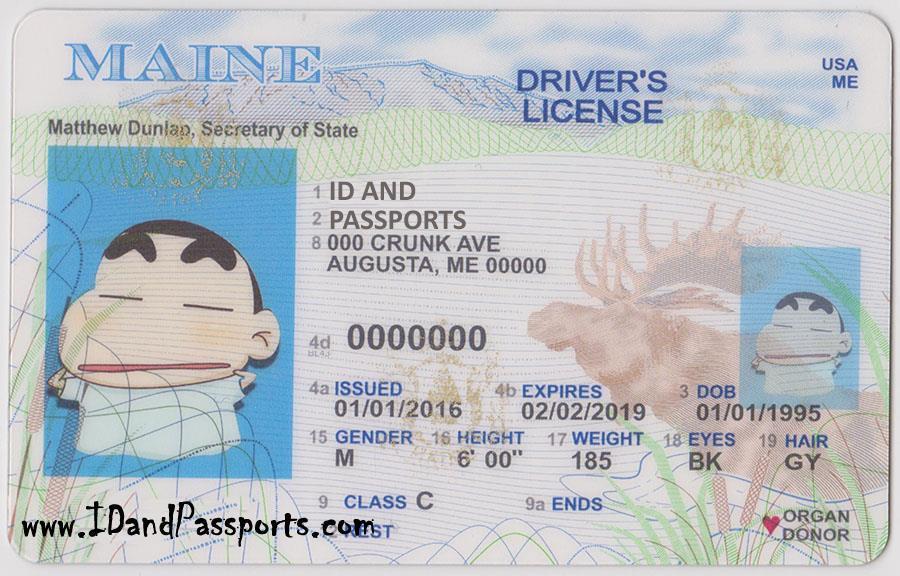 MAINE
DRIVER'S
LICENSE
USA
ME
Matthew Dunlap, Secretary of State
1 ID AND
2 PASSPORTS
8 000 CRUNK AVE
AUGUSTA, ME 00000
4d 0000000
4a ISSUED 4b EXPIRES 3 DOB
01/01/2016 02/02/2019 01/01/1995
15 GENDER 16 HEIGHT 17 WEIGHT 18 EYES 19 HAIR
M 6' 00" 185 BK GY
9 CLASS C 9a ENDS
www.IDandPassports.com
ORGAN
DONOR